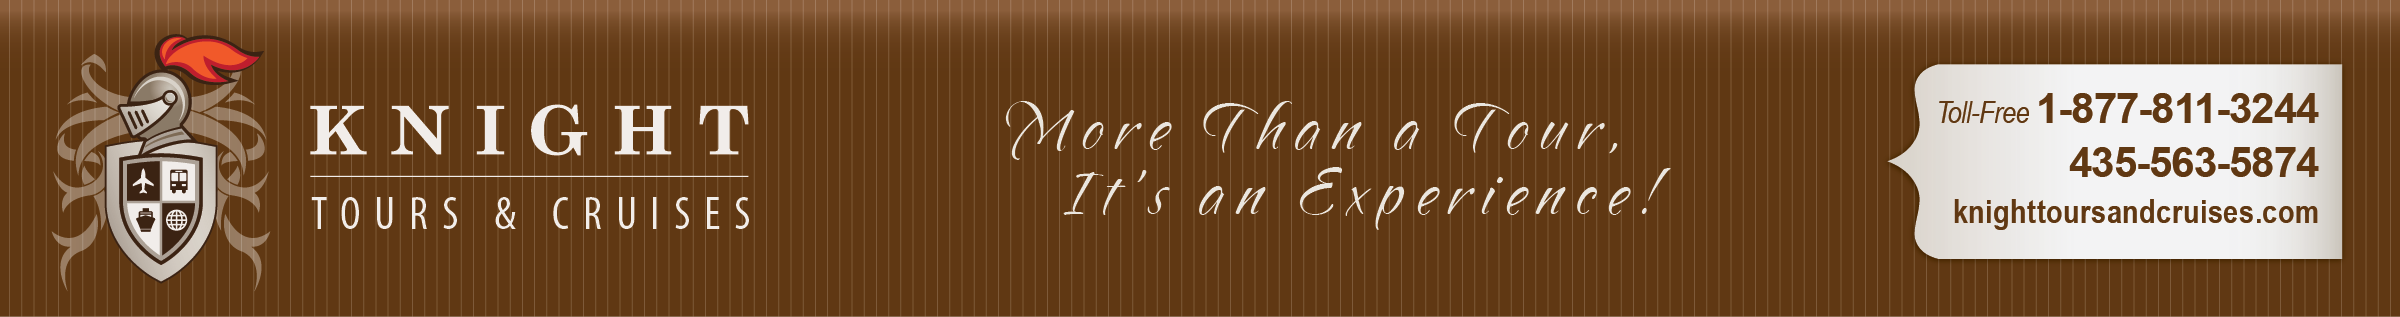 KNIGHT
TOURS & CRUISES
More Than a Tour,
It's an Experience!
Toll-Free 1-877-811-3244
435-563-5874
knighttoursandcruises.com